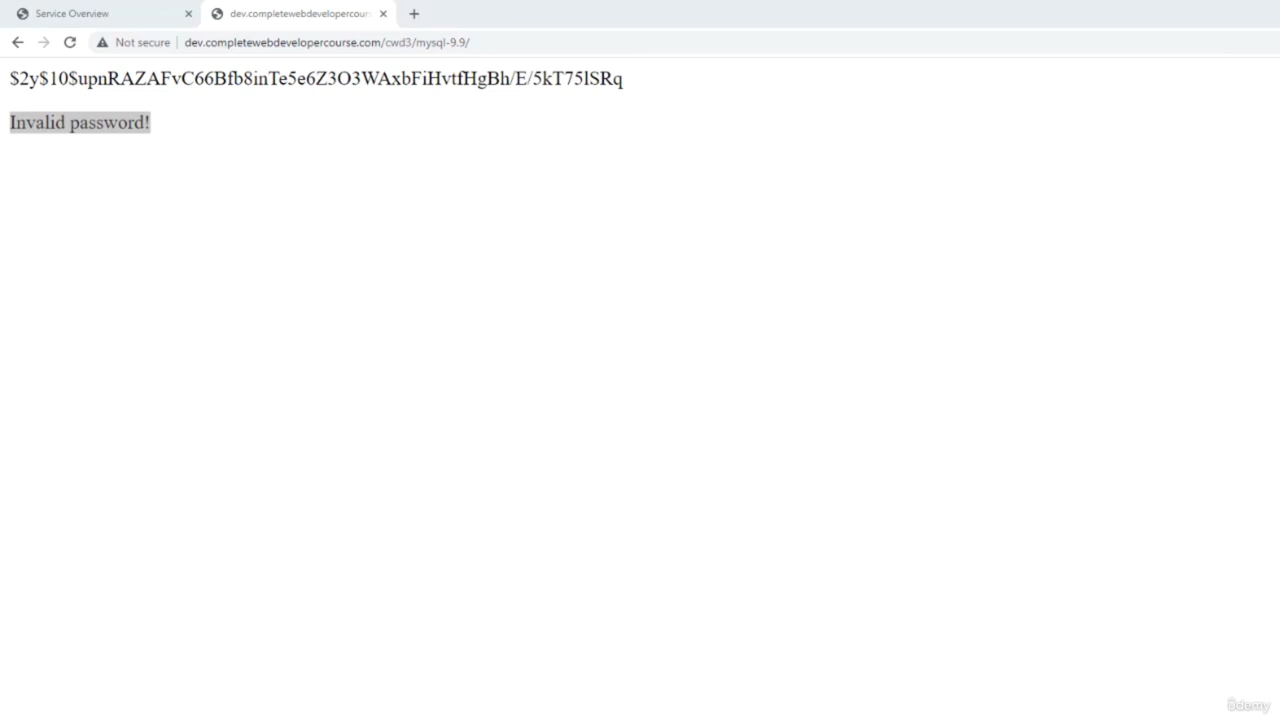 Service Overview
dev.completewebdevelopercours
Not secure
dev.completewebdevelopercourse.com/cwd3/mysql-9.9/
$2y$10$upnRAZAFvC66Bfb8inTe5e6Z3O3WAxbFiHvtfHgBh/E/5kT75lSRq
Invalid password!
ûdemy